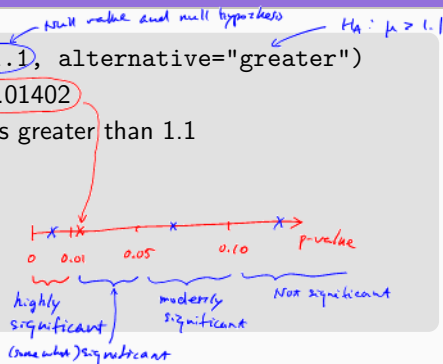 Null value and null hypothesis
HA : μ > 1.1
.1), alternative="greater")
.01402
s greater than 1.1
0 0.01 0.05 0.10 p-value
highly significant
(somewhat) significant
moderately significant
Not significant